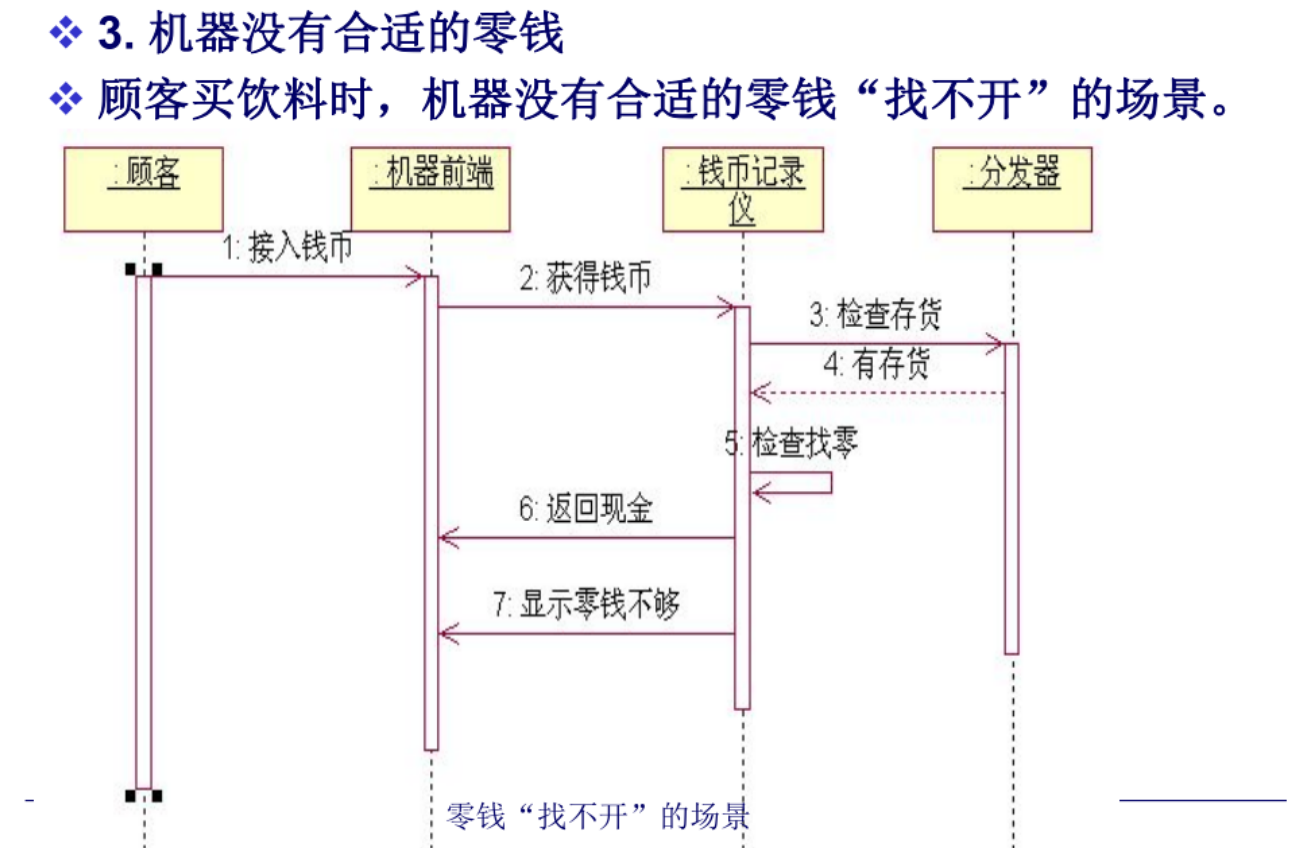 3. 机器没有合适的零钱
顾客买饮料时，机器没有合适的零钱“找不开”的场景。
: 顾客
: 机器前端
: 钱币记录
仪
: 分发器
1: 接入钱币
2: 获得钱币
3: 检查存货
4: 有存货
5: 检查找零
6: 返回现金
7: 显示零钱不够
零钱“找不开”的场景